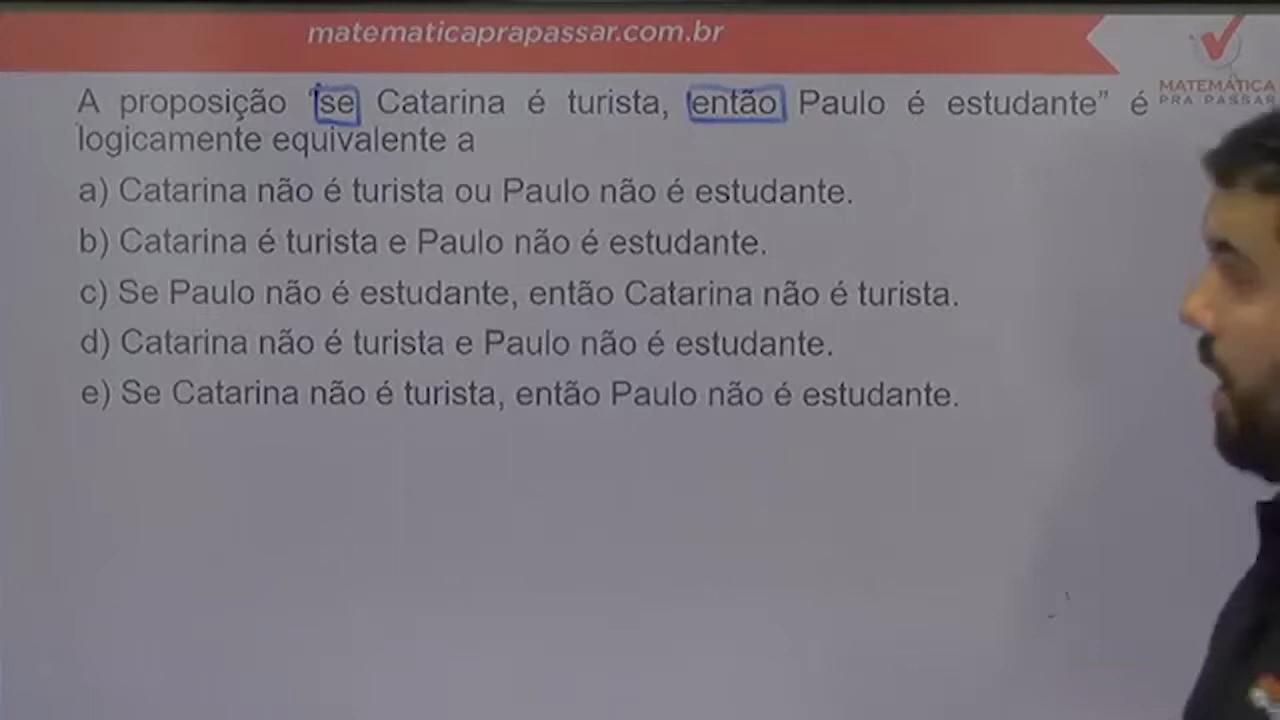 matematicaprapassar.com.br
MATEMÁTICA
PRA PASSAR
A proposição “se Catarina é turista, então Paulo é estudante” é
logicamente equivalente a
a) Catarina não é turista ou Paulo não é estudante.
b) Catarina é turista e Paulo não é estudante.
c) Se Paulo não é estudante, então Catarina não é turista.
d) Catarina não é turista e Paulo não é estudante.
e) Se Catarina não é turista, então Paulo não é estudante.